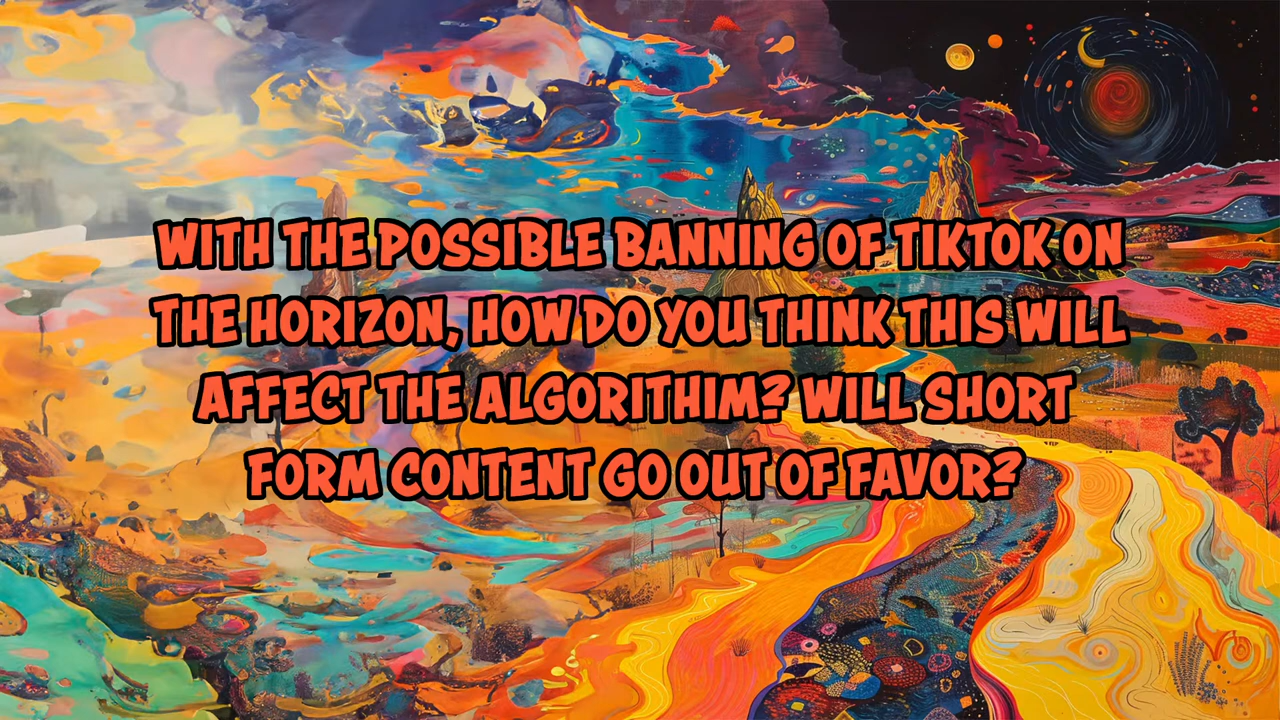 WITH THE POSSIBLE BANNING OF TIKTOK ON
THE HORIZON, HOW DO YOU THINK THIS WILL
AFFECT THE ALGORITHIM? WILL SHORT
FORM CONTENT GO OUT OF FAVOR?